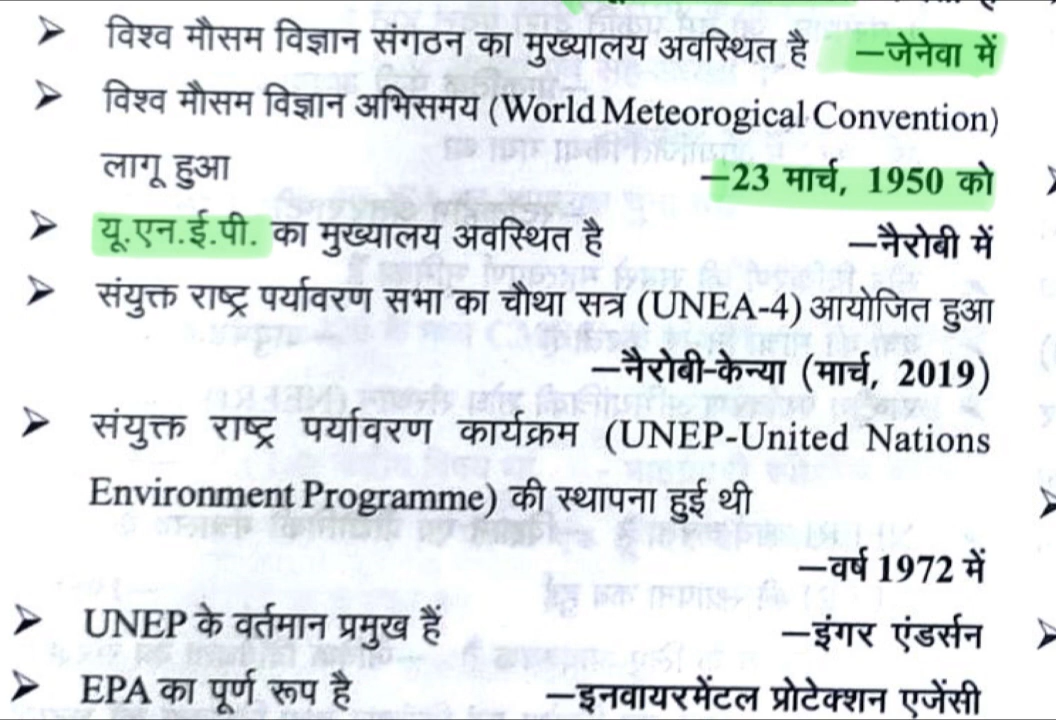 ➢ विश्व मौसम विज्ञान संगठन का मुख्यालय अवस्थित है –जेनेवा में
➢ विश्व मौसम विज्ञान अभिसमय (World Meteorogical Convention)
लागू हुआ –23 मार्च, 1950 को
➢ यू.एन.ई.पी. का मुख्यालय अवस्थित है –नैरोबी में
➢ संयुक्त राष्ट्र पर्यावरण सभा का चौथा सत्र (UNEA-4) आयोजित हुआ
–नैरोबी-केन्या (मार्च, 2019)
➢ संयुक्त राष्ट्र पर्यावरण कार्यक्रम (UNEP-United Nations
Environment Programme) की स्थापना हुई थी
–वर्ष 1972 में
➢ UNEP के वर्तमान प्रमुख हैं –इंगर एंडर्सन
➢ EPA का पूर्ण रूप है –इनवायरमेंटल प्रोटेक्शन एजेंसी